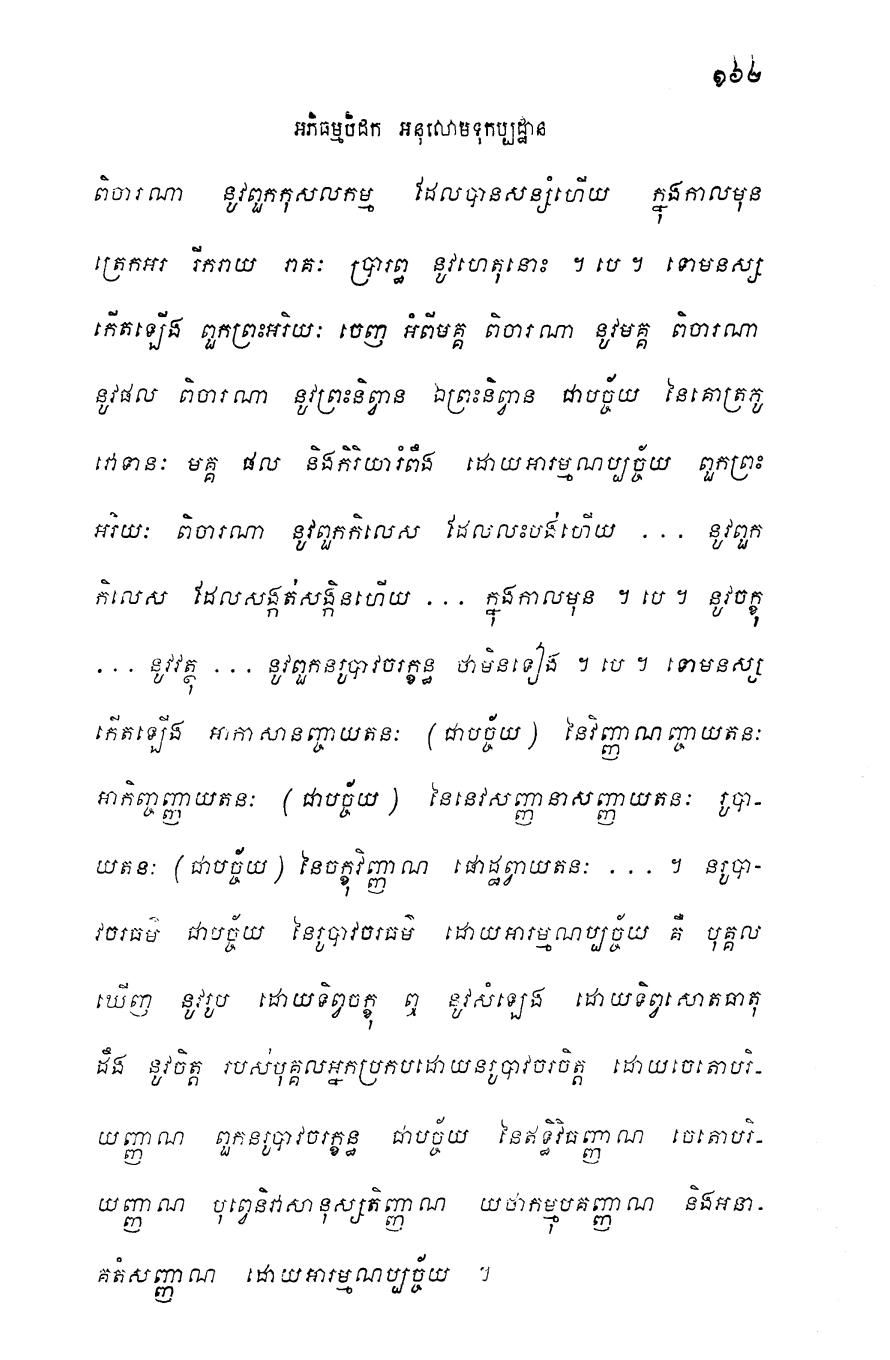 ១៦២
អភិធម្មបិដក អនុលោមទុកប្បដ្ឋាន
ពិចារណា នូវពួកកុសលកម្ម ដែលបានសន្សំហើយ ក្នុងកាលមុន
ត្រេកអរ រីករាយ រាគៈ ប្រារព្ធ នូវហេតុនោះ ។ បេ ។ ទោមនស្ស
កើតឡើង ពួកព្រះអរិយៈ ចេញ អំពីមគ្គ ពិចារណា នូវមគ្គ ពិចារណា
នូវផល ពិចារណា នូវព្រះនិព្វាន ឯព្រះនិព្វាន ជាបច្ច័យ នៃគោត្រភូ
វោទានៈ មគ្គ ផល និងកិរិយារំពឹង ដោយអារម្មណប្បច្ច័យ ពួកព្រះ
អរិយៈ ពិចារណា នូវពួកកិលេស ដែលលះបង់ហើយ . . . នូវពួក
កិលេស ដែលសង្កត់សង្កិនហើយ . . . ក្នុងកាលមុន ។ បេ ។ នូវចក្ខុ
. . . នូវវត្ថុ . . . នូវពួកនរូបាវចរក្ខន្ធ ថាមិនទៀង ។ បេ ។ ទោមនស្ស
កើតឡើង អាកាសានញ្ចាយតនៈ (ជាបច្ច័យ) នៃវិញ្ញាណញ្ចាយតនៈ
អាកិញ្ចញ្ញាយតនៈ (ជាបច្ច័យ) នៃនេវសញ្ញានាសញ្ញាយតនៈ រូបា-
យតនៈ (ជាបច្ច័យ) នៃចក្ខុវិញ្ញាណ ផោដ្ឋព្វាយតនៈ . . . ។ នរូបា-
វចរធម៌ ជាបច្ច័យ នៃរូបាវចរធម៌ ដោយអារម្មណប្បច្ច័យ គឺ បុគ្គល
ឃើញ នូវរូប ដោយទិព្វចក្ខុ ឮ នូវសំឡេង ដោយទិព្វសោតធាតុ
ដឹង នូវចិត្ត របស់បុគ្គលអ្នកប្រកបដោយនរូបាវចរចិត្ត ដោយចេតោបរិ-
យញ្ញាណ ពួកនរូបាវចរក្ខន្ធ ជាបច្ច័យ នៃឥទ្ធិវិធញ្ញាណ ចេតោបរិ-
យញ្ញាណ បុព្វេនិវាសានុស្សតិញ្ញាណ យថាកម្មុបគញ្ញាណ និងអនា-
គតំសញ្ញាណ ដោយអារម្មណប្បច្ច័យ ។